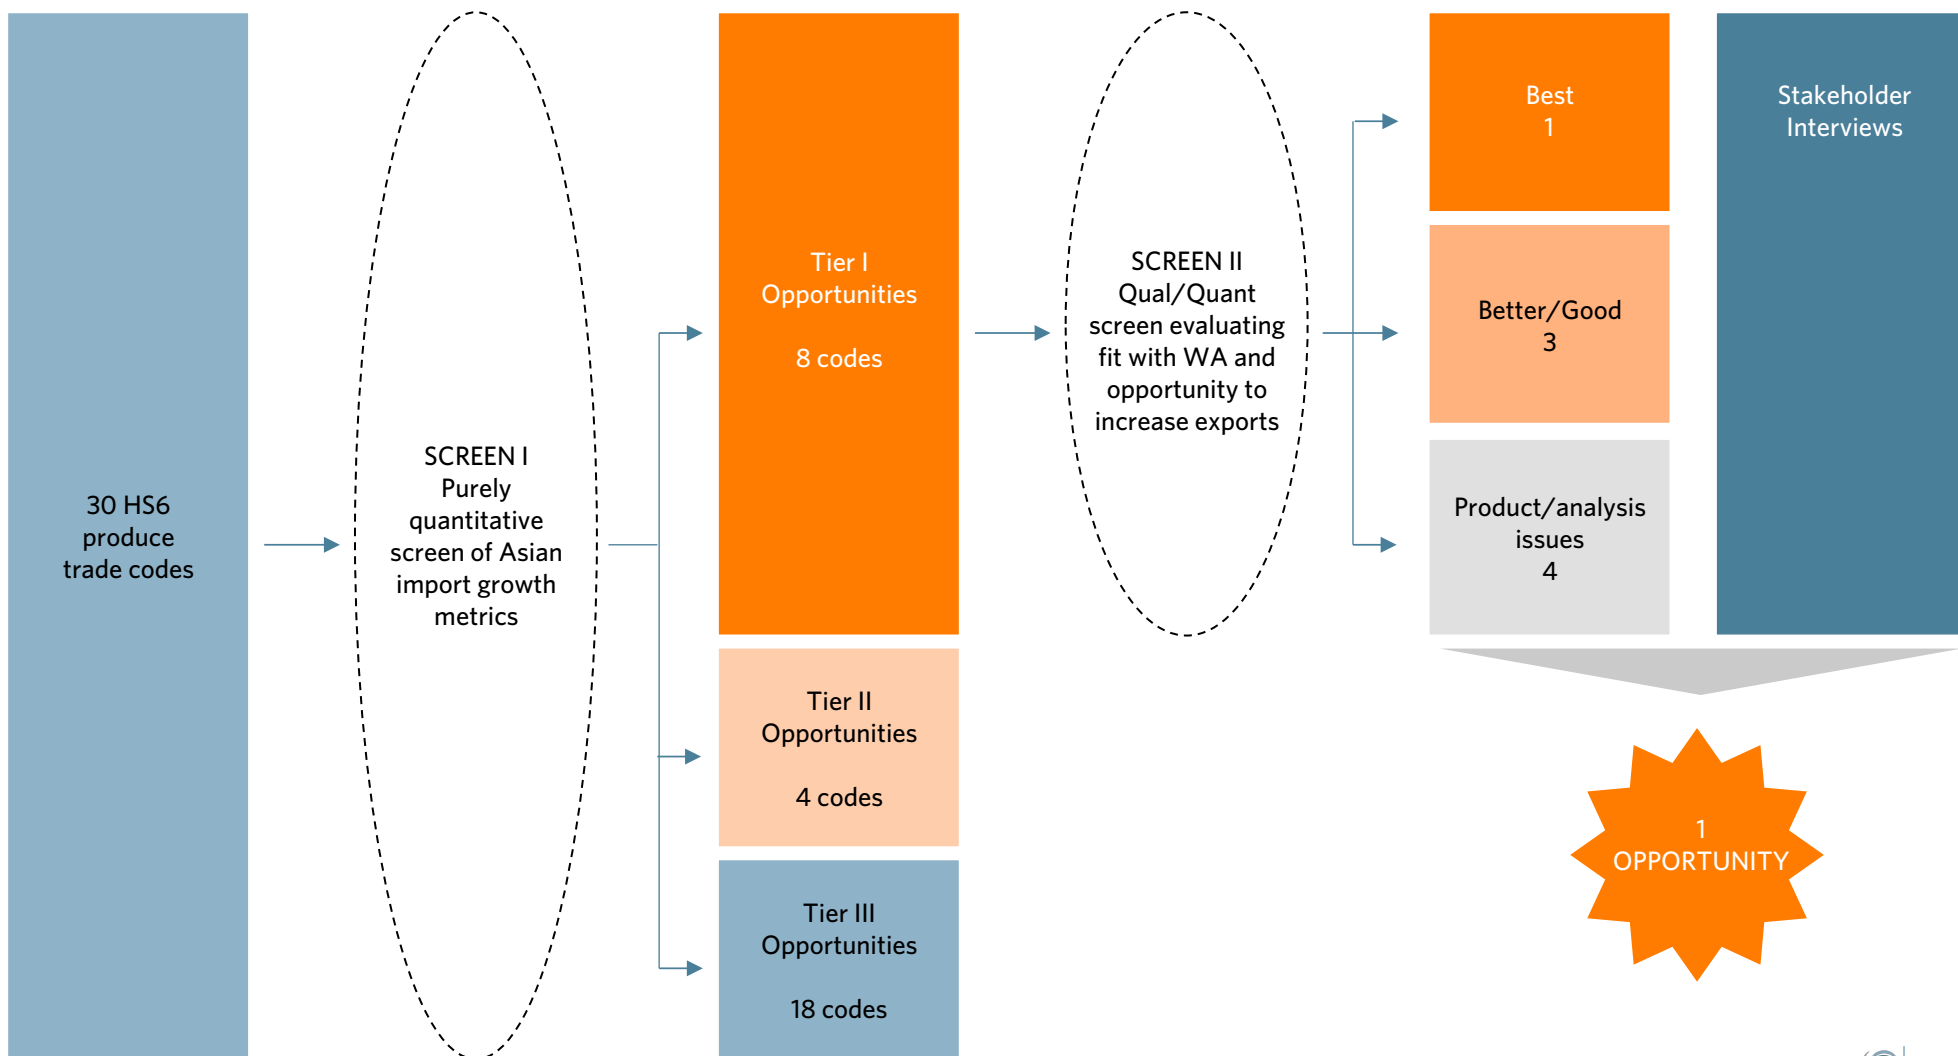 30 HS6
produce
trade codes
SCREEN I
Purely
quantitative
screen of Asian
import growth
metrics
Tier I
Opportunities
8 codes
Tier II
Opportunities
4 codes
Tier III
Opportunities
18 codes
SCREEN II
Qual/Quant
screen evaluating
fit with WA and
opportunity to
increase exports
Best
1
Better/Good
3
Product/analysis
issues
4
Stakeholder
Interviews
1
OPPORTUNITY